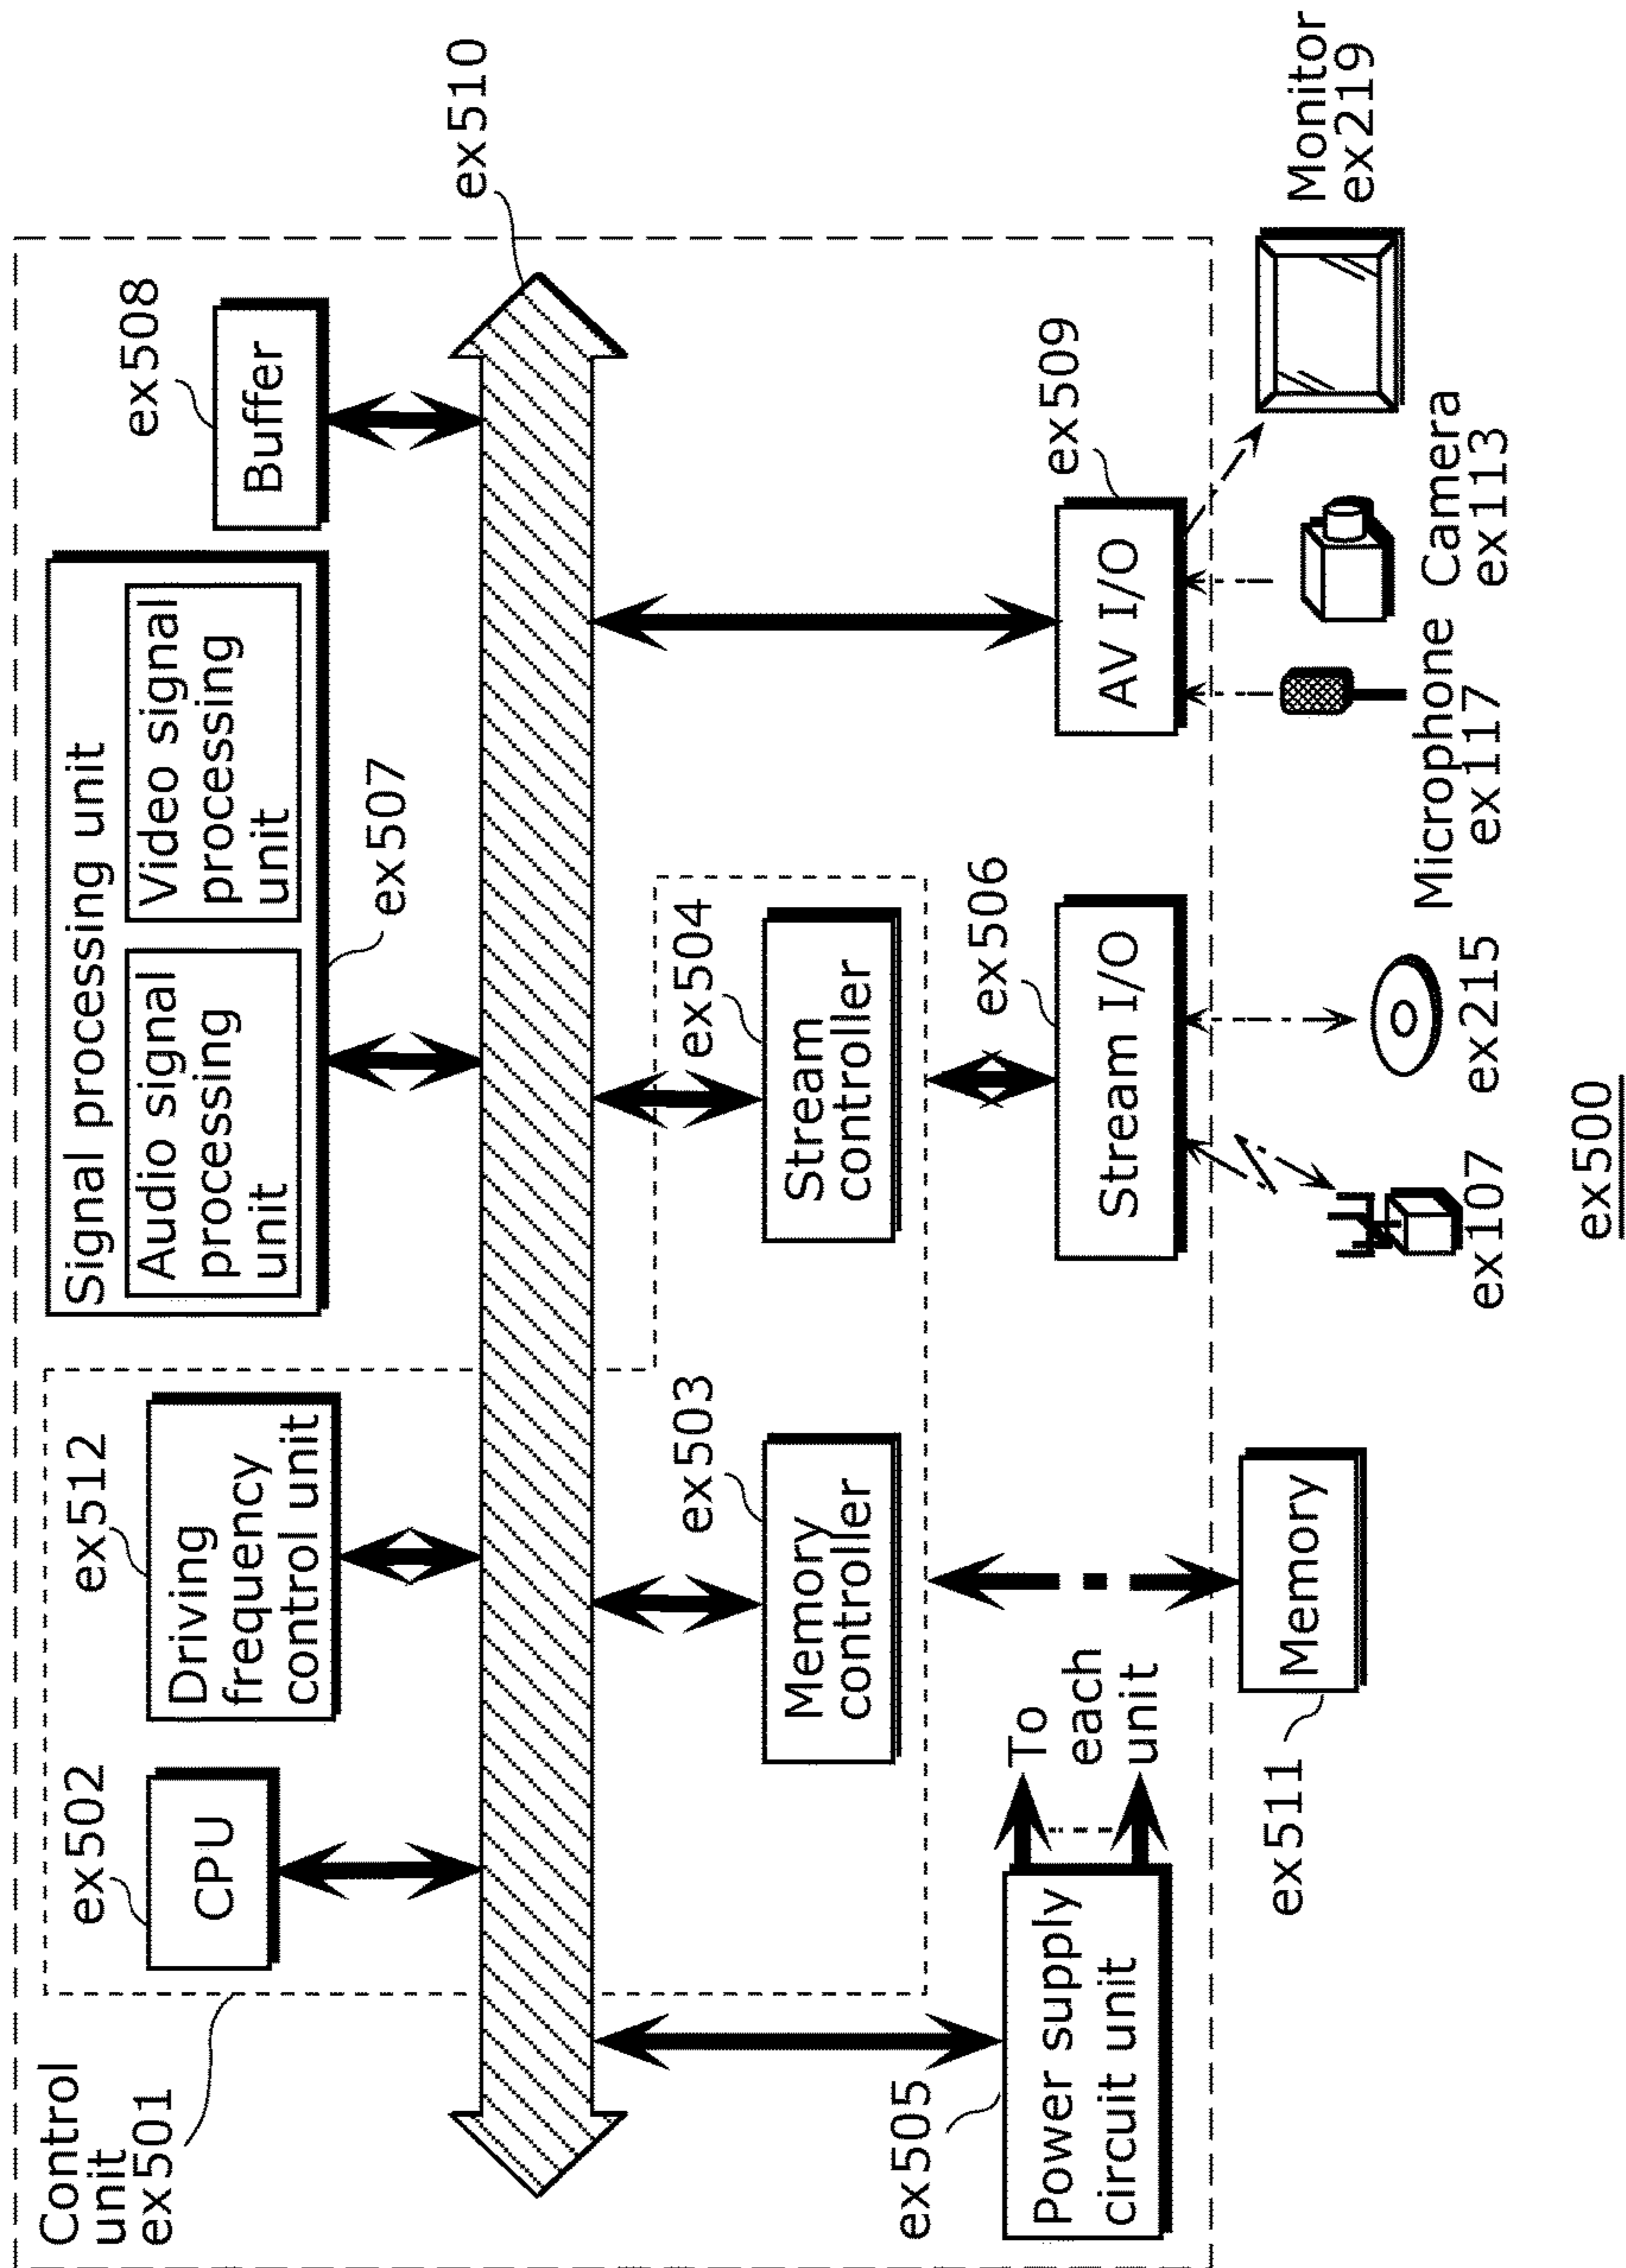 Control
unit
ex501
ex502
CPU
ex512
Driving
frequency
control unit
Signal processing unit
Audio signal
processing
unit
Video signal
processing
unit
ex507
ex508
Buffer
ex510
ex503
Memory
controller
ex504
Stream
controller
ex505
Power supply
circuit unit
To
each
unit
ex506
Stream I/O
ex509
AV I/O
ex511
Memory
ex107
ex215
Microphone
ex117
Camera
ex113
Monitor
ex219
ex500